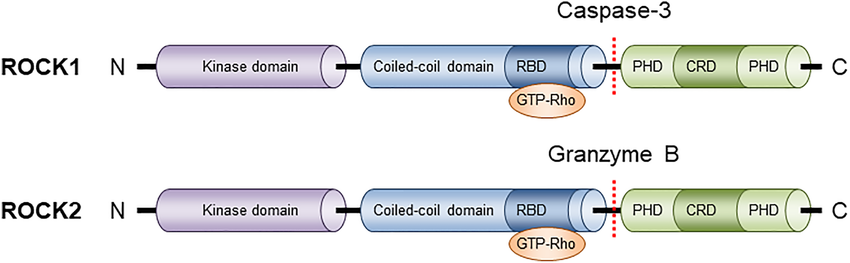 Caspase-3
ROCK1 N Kinase domain Coiled-coil domain RBD PHD CRD PHD C
GTP-Rho
Granzyme B
ROCK2 N Kinase domain Coiled-coil domain RBD PHD CRD PHD C
GTP-Rho